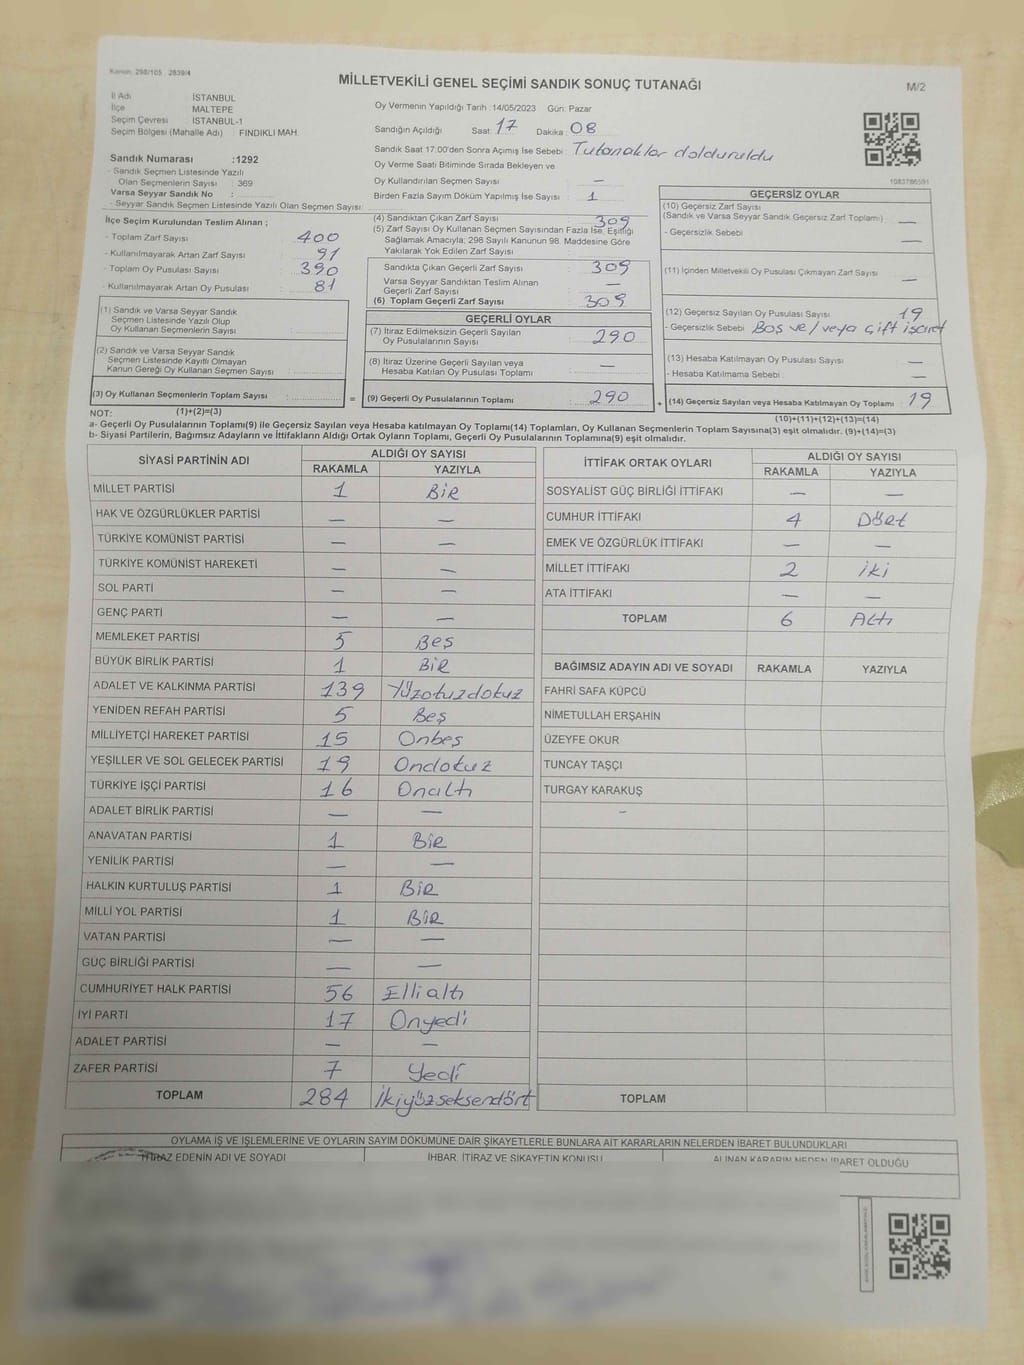 Kanun: 298/105 , 2839/4
MİLLETVEKİLİ GENEL SEÇİMİ SANDIK SONUÇ TUTANAĞI
M/2
İl Adı İSTANBUL
İlçe MALTEPE
Seçim Çevresi İSTANBUL-1
Seçim Bölgesi (Mahalle Adı) : FINDIKLI MAH.
Sandık Numarası :1292
- Sandık Seçmen Listesinde Yazılı
Olan Seçmenlerin Sayısı : 369
Varsa Seyyar Sandık No :
- Seyyar Sandık Seçmen Listesinde Yazılı Olan Seçmen Sayısı:
Oy Vermenin Yapıldığı Tarih :14/05/2023 Gün: Pazar
Sandığın Açıldığı Saat 17 Dakika 08
Sandık Saat 17:00'den Sonra Açımış İse Sebebi Tutanaklar dolduruldu
Oy Verme Saati Bitiminde Sırada Bekleyen ve
Oy Kullandırılan Seçmen Sayısı —
Birden Fazla Sayım Döküm Yapılmış İse Sayısı 1
1083786591
İlçe Seçim Kurulundan Teslim Alınan ;
- Toplam Zarf Sayısı : 400
- Kullanılmayarak Artan Zarf Sayısı : 91
- Toplam Oy Pusulası Sayısı : 390
- Kullanılmayarak Artan Oy Pusulası : 81
(1) Sandık ve Varsa Seyyar Sandık
Seçmen Listesinde Yazılı Olup
Oy Kullanan Seçmenlerin Sayısı :
(2) Sandık ve Varsa Seyyar Sandık
Seçmen Listesinde Kayıtlı Olmayan
Kanun Gereği Oy Kullanan Seçmen Sayısı :
(3) Oy Kullanan Seçmenlerin Toplam Sayısı :
(1)+(2)=(3)
(4) Sandıktan Çıkan Zarf Sayısı 309
(5) Zarf Sayısı Oy Kullanan Seçmen Sayısından Fazla İse, Eşitliği
Sağlamak Amacıyla; 298 Sayılı Kanunun 98. Maddesine Göre
Yakılarak Yok Edilen Zarf Sayısı :
Sandıkta Çıkan Geçerli Zarf Sayısı : 309
Varsa Seyyar Sandıktan Teslim Alınan
Geçerli Zarf Sayısı : —
(6) Toplam Geçerli Zarf Sayısı : 309
GEÇERLİ OYLAR
(7) İtiraz Edilmeksizin Geçerli Sayılan
Oy Pusulalarının Sayısı : 290
(8) İtiraz Üzerine Geçerli Sayılan veya
Hesaba Katılan Oy Pusulası Toplamı : —
= (9) Geçerli Oy Pusulalarının Toplamı : 290
GEÇERSİZ OYLAR
(10) Geçersiz Zarf Sayısı
(Sandık ve Varsa Seyyar Sandık Geçersiz Zarf Toplamı) : —
- Geçersizlik Sebebi : —
(11) İçinden Milletvekili Oy Pusulası Çıkmayan Zarf Sayısı : —
(12) Geçersiz Sayılan Oy Pusulası Sayısı : 19
- Geçersizlik Sebebi : Boş ve/veya çift işaret
(13) Hesaba Katılmayan Oy Pusulası Sayısı : —
- Hesaba Katılmama Sebebi : —
+ (14) Geçersiz Sayılan veya Hesaba Katılmayan Oy Toplamı : 19
(10)+(11)+(12)+(13)=(14)
NOT:
a- Geçerli Oy Pusulalarının Toplamı(9) ile Geçersiz Sayılan veya Hesaba katılmayan Oy Toplamı(14) Toplamları, Oy Kullanan Seçmenlerin Toplam Sayısına(3) eşit olmalıdır. (9)+(14)=(3)
b- Siyasi Partilerin, Bağımsız Adayların ve İttifakların Aldığı Ortak Oyların Toplamı, Geçerli Oy Pusulalarının Toplamına(9) eşit olmalıdır.
SİYASİ PARTİNİN ADI ALDIĞI OY SAYISI
RAKAMLA YAZIYLA
MİLLET PARTİSİ 1 Bir
HAK VE ÖZGÜRLÜKLER PARTİSİ — —
TÜRKİYE KOMÜNİST PARTİSİ — —
TÜRKİYE KOMÜNİST HAREKETİ — —
SOL PARTİ — —
GENÇ PARTİ — —
MEMLEKET PARTİSİ 5 Beş
BÜYÜK BİRLİK PARTİSİ 1 Bir
ADALET VE KALKINMA PARTİSİ 139 Yüzotuzdokuz
YENİDEN REFAH PARTİSİ 5 Beş
MİLLİYETÇİ HAREKET PARTİSİ 15 Onbeş
YEŞİLLER VE SOL GELECEK PARTİSİ 19 Ondokuz
TÜRKİYE İŞÇİ PARTİSİ 16 Onaltı
ADALET BİRLİK PARTİSİ — —
ANAVATAN PARTİSİ 1 Bir
YENİLİK PARTİSİ — —
HALKIN KURTULUŞ PARTİSİ 1 Bir
MİLLİ YOL PARTİSİ 1 Bir
VATAN PARTİSİ — —
GÜÇ BİRLİĞİ PARTİSİ — —
CUMHURİYET HALK PARTİSİ 56 Ellialtı
İYİ PARTİ 17 Onyedi
ADALET PARTİSİ — —
ZAFER PARTİSİ 7 Yedi
TOPLAM 284 İkiyüzseksendört
İTTİFAK ORTAK OYLARI ALDIĞI OY SAYISI
RAKAMLA YAZIYLA
SOSYALİST GÜÇ BİRLİĞİ İTTİFAKI — —
CUMHUR İTTİFAKI 4 Dört
EMEK VE ÖZGÜRLÜK İTTİFAKI — —
MİLLET İTTİFAKI 2 İki
ATA İTTİFAKI — —
TOPLAM 6 Altı
BAĞIMSIZ ADAYIN ADI VE SOYADI RAKAMLA YAZIYLA
FAHRİ SAFA KÜPCÜ
NİMETULLAH ERŞAHİN
ÜZEYFE OKUR
TUNCAY TAŞÇI
TURGAY KARAKUŞ
-
TOPLAM
OYLAMA İŞ VE İŞLEMLERİNE VE OYLARIN SAYIM DÖKÜMÜNE DAİR ŞİKAYETLERLE BUNLARA AİT KARARLARIN NELERDEN İBARET BULUNDUKLARI
İTİRAZ EDENİN ADI VE SOYADI İHBAR, İTİRAZ VE ŞİKAYETİN KONUSU ALINAN KARARIN NEDEN İBARET OLDUĞU